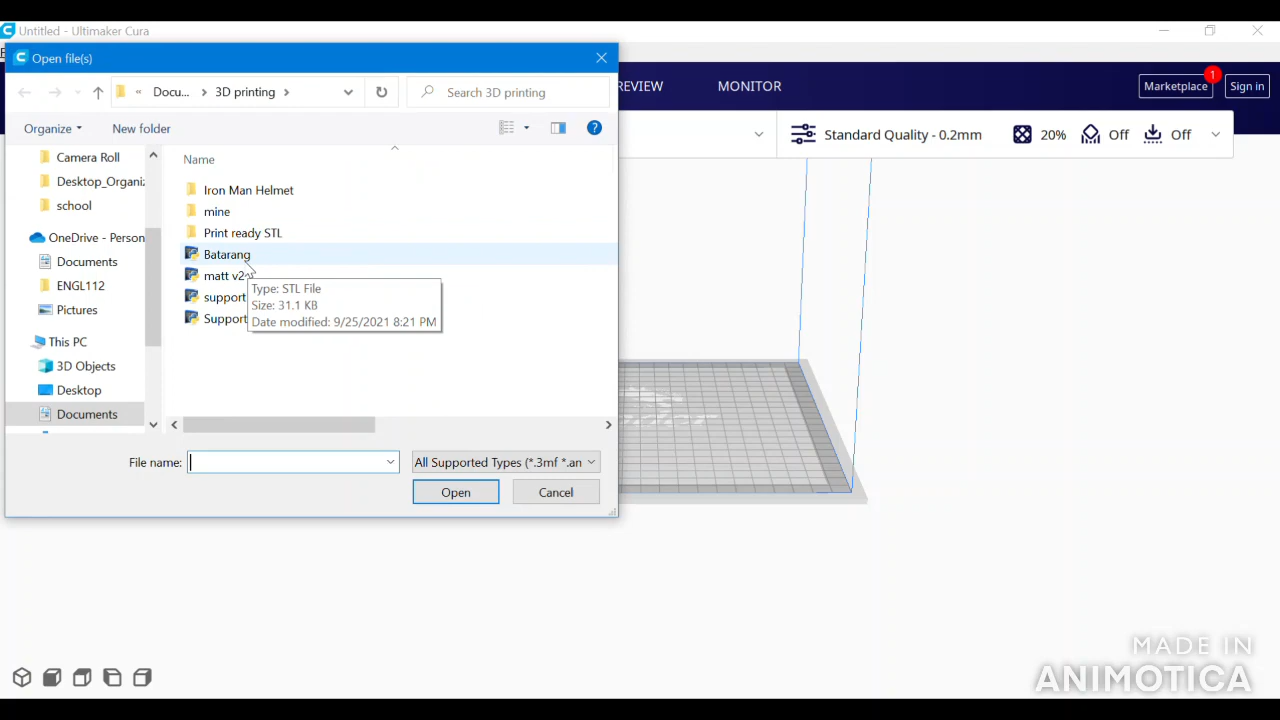 Untitled - Ultimaker Cura
Open file(s)
« Docu... > 3D printing >
Search 3D printing
REVIEW
MONITOR
Marketplace
1
Sign in
Organize
New folder
Standard Quality - 0.2mm
20%
Off
Off
Camera Roll
Desktop_Organiz
school
OneDrive - Person
Documents
ENGL112
Pictures
This PC
3D Objects
Desktop
Documents
Name
Iron Man Helmet
mine
Print ready STL
Batarang
matt v2
support
Support
Type: STL File
Size: 31.1 KB
Date modified: 9/25/2021 8:21 PM
File name:
All Supported Types (*.3mf *.an
Open
Cancel
MADE IN
ANIMOTICA